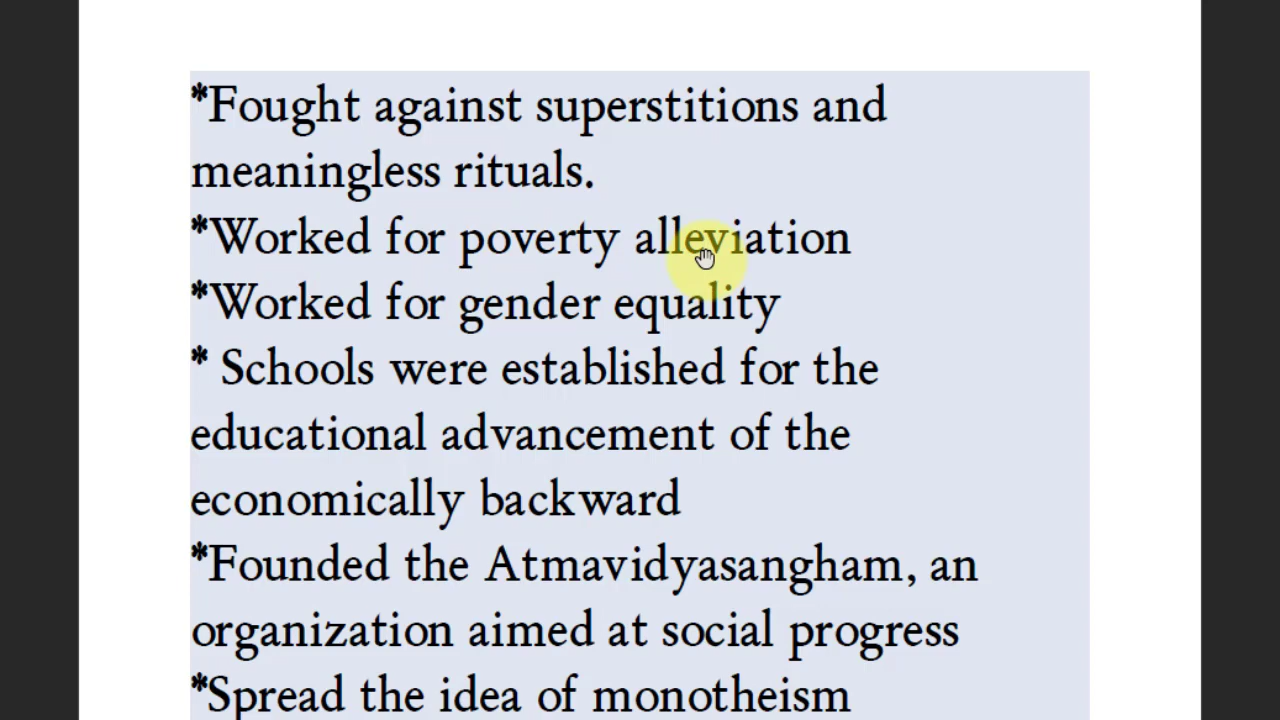 *Fought against superstitions and
meaningless rituals.
*Worked for poverty alleviation
*Worked for gender equality
* Schools were established for the
educational advancement of the
economically backward
*Founded the Atmavidyasangham, an
organization aimed at social progress
*Spread the idea of monotheism